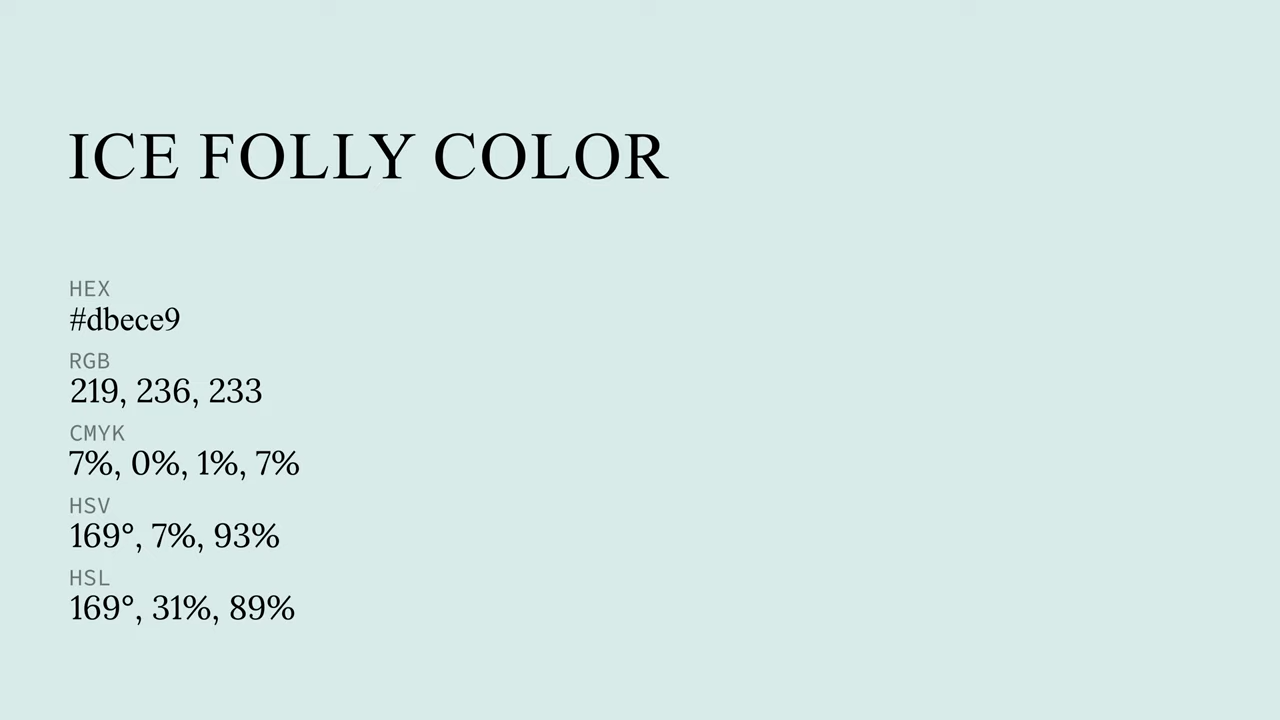 ICE FOLLY COLOR
HEX
#dbece9
RGB
219, 236, 233
CMYK
7%, 0%, 1%, 7%
HSV
169°, 7%, 93%
HSL
169°, 31%, 89%